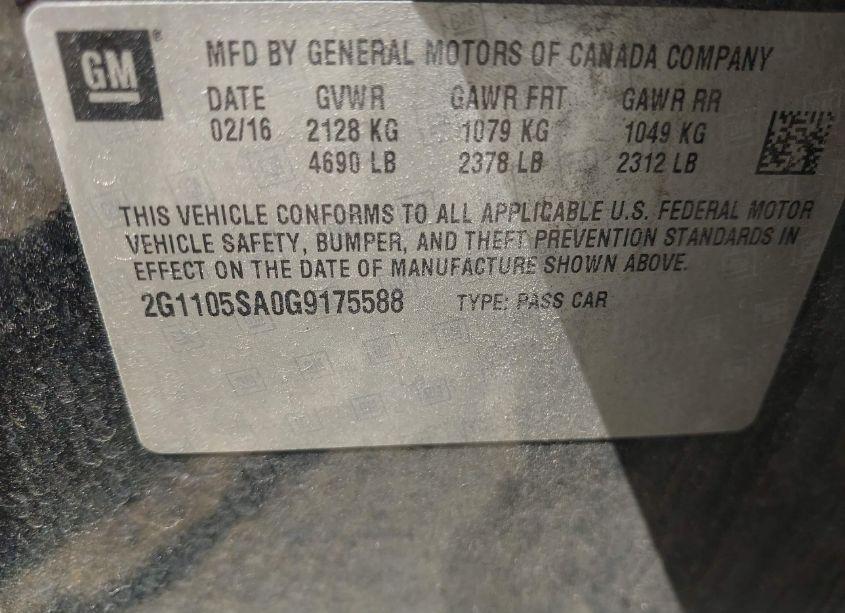 GM
MFD BY GENERAL MOTORS OF CANADA COMPANY
DATE GVWR GAWR FRT GAWR RR
02/16 2128 KG 1079 KG 1049 KG
4690 LB 2378 LB 2312 LB
THIS VEHICLE CONFORMS TO ALL APPLICABLE U.S. FEDERAL MOTOR
VEHICLE SAFETY, BUMPER, AND THEFT PREVENTION STANDARDS IN
EFFECT ON THE DATE OF MANUFACTURE SHOWN ABOVE.
2G1105SA0G9175588 TYPE: PASS CAR